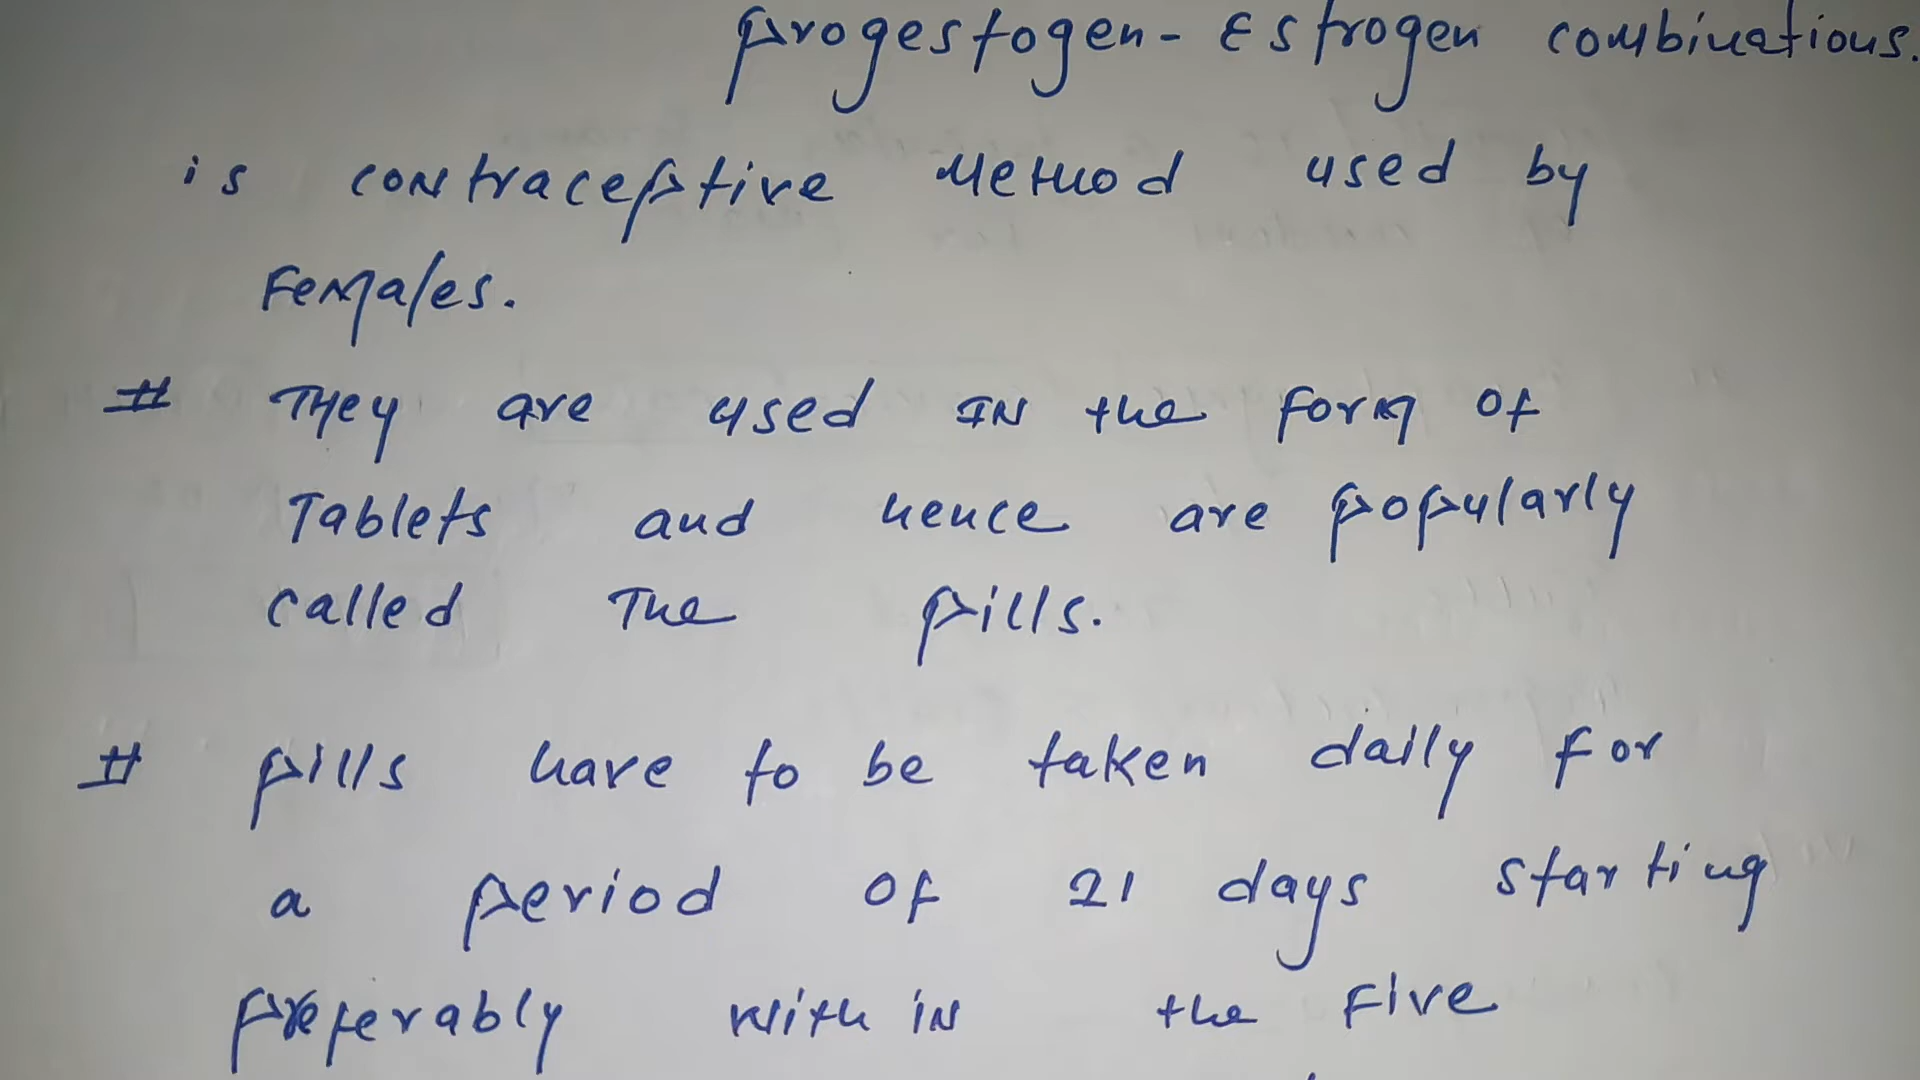 progestogen - Estrogen combinations.
is contraceptive Method used by
Females.
# They are used IN the form of
Tablets and hence are popularly
called The pills.
# pills have to be taken daily for
a period of 21 days starting
preferably with in the Five